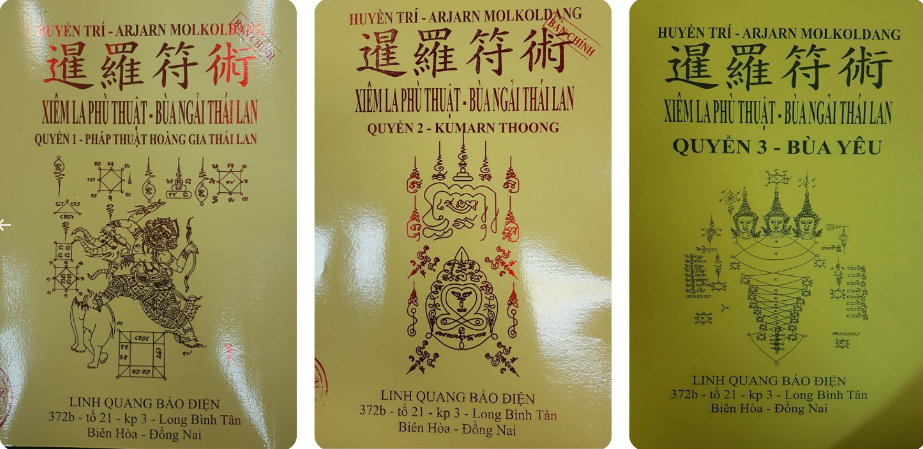 HUYỀN TRÍ - ARJARN MOLKOLDANG
BẢN CHÍNH
暹羅符術
XIÊM LA PHÙ THUẬT - BÙA NGẢI THÁI LAN
QUYỂN 1 - PHÁP THUẬT HOÀNG GIA THÁI LAN
LINH QUANG BẢO ĐIỆN
372b - tổ 21 - kp 3 - Long Bình Tân
Biên Hòa - Đồng Nai
HUYỀN TRÍ - ARJARN MOLKOLDANG
BẢN CHÍNH
暹羅符術
XIÊM LA PHÙ THUẬT - BÙA NGẢI THÁI LAN
QUYỂN 2 - KUMARN THOONG
LINH QUANG BẢO ĐIỆN
372b - tổ 21 - kp 3 - Long Bình Tân
Biên Hòa - Đồng Nai
HUYỀN TRÍ - ARJARN MOLKOLDANG
暹羅符術
XIÊM LA PHÙ THUẬT - BÙA NGẢI THÁI LAN
QUYỂN 3 - BÙA YÊU
LINH QUANG BẢO ĐIỆN
372b - tổ 21 - kp 3 - Long Bình Tân
Biên Hòa - Đồng Nai